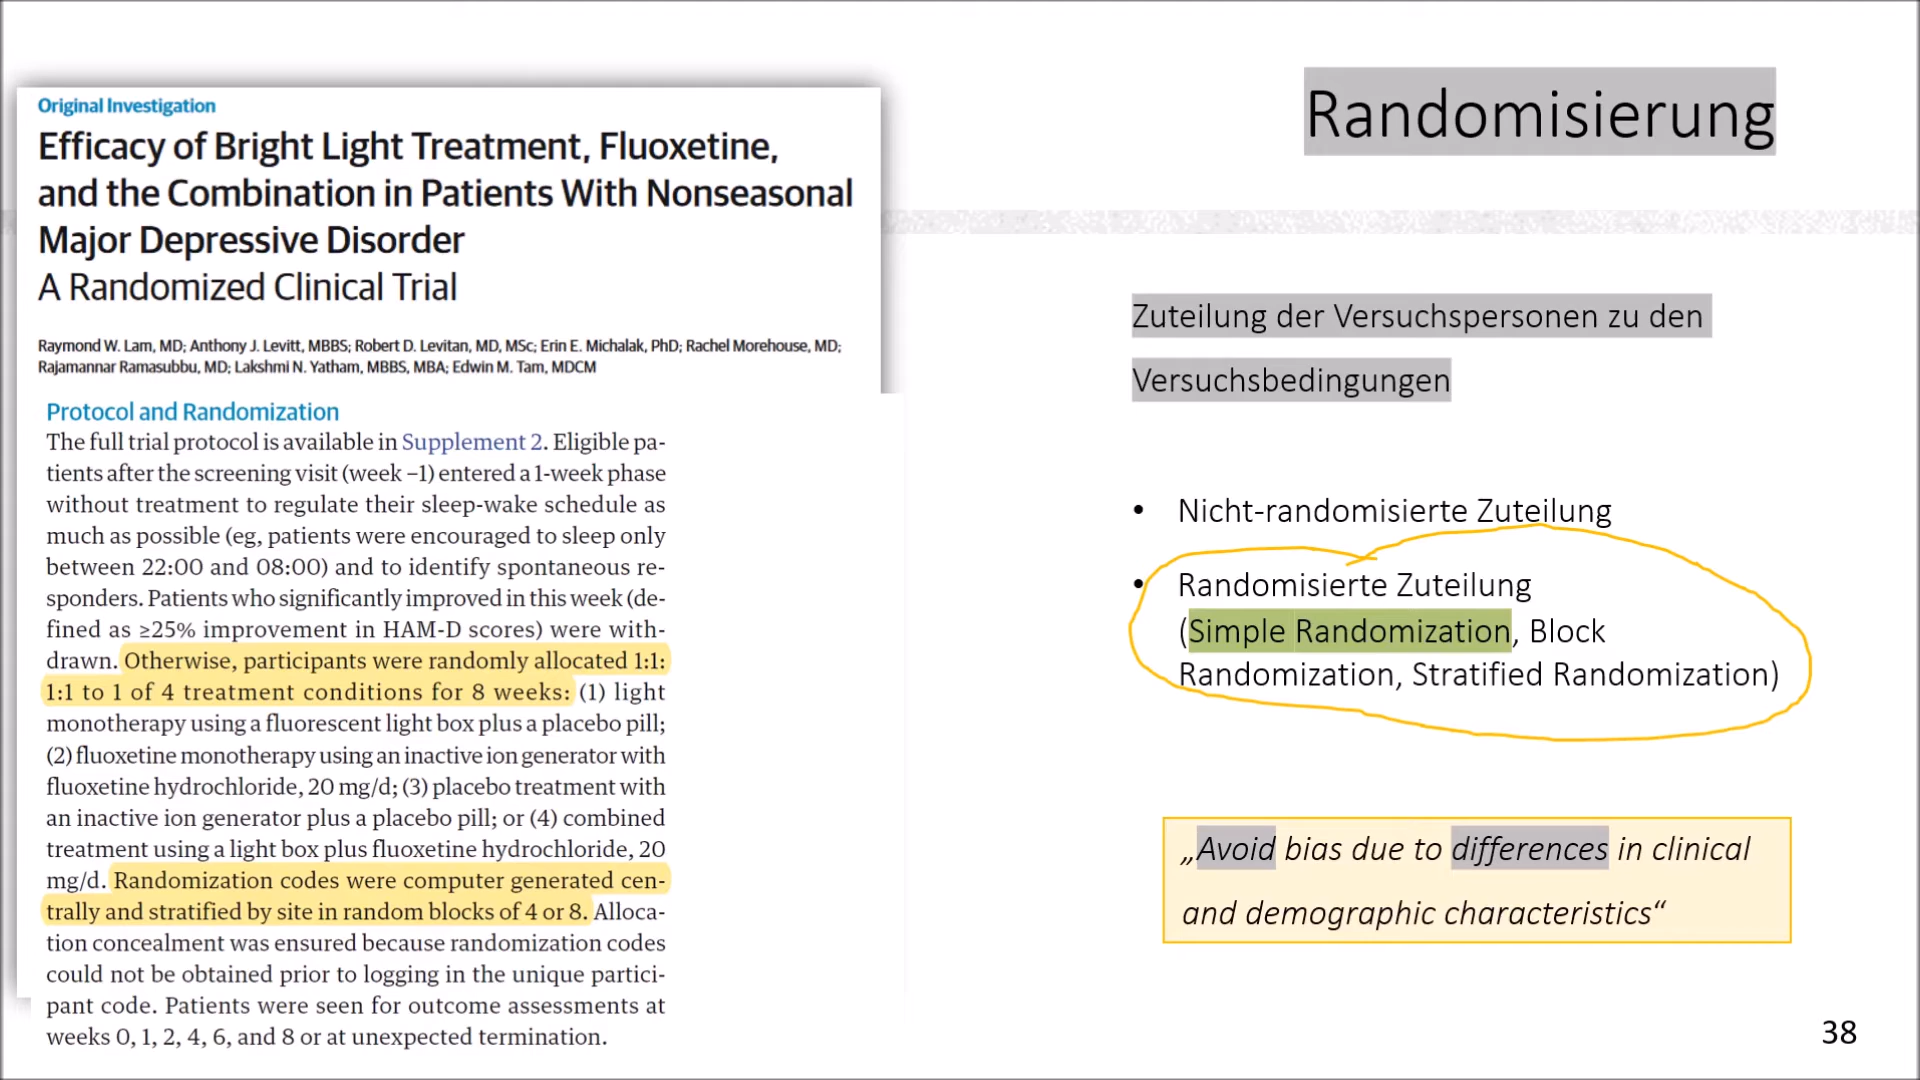 Original Investigation
Efficacy of Bright Light Treatment, Fluoxetine,
and the Combination in Patients With Nonseasonal
Major Depressive Disorder
A Randomized Clinical Trial
Raymond W. Lam, MD; Anthony J. Levitt, MBBS; Robert D. Levitan, MD, MSc; Erin E. Michalak, PhD; Rachel Morehouse, MD;
Rajamannar Ramasubbu, MD; Lakshmi N. Yatham, MBBS, MBA; Edwin M. Tam, MDCM
Protocol and Randomization
The full trial protocol is available in Supplement 2. Eligible pa-
tients after the screening visit (week −1) entered a 1-week phase
without treatment to regulate their sleep-wake schedule as
much as possible (eg, patients were encouraged to sleep only
between 22:00 and 08:00) and to identify spontaneous re-
sponders. Patients who significantly improved in this week (de-
fined as ≥25% improvement in HAM-D scores) were with-
drawn. Otherwise, participants were randomly allocated 1:1:
1:1 to 1 of 4 treatment conditions for 8 weeks: (1) light
monotherapy using a fluorescent light box plus a placebo pill;
(2) fluoxetine monotherapy using an inactive ion generator with
fluoxetine hydrochloride, 20 mg/d; (3) placebo treatment with
an inactive ion generator plus a placebo pill; or (4) combined
treatment using a light box plus fluoxetine hydrochloride, 20
mg/d. Randomization codes were computer generated cen-
trally and stratified by site in random blocks of 4 or 8. Alloca-
tion concealment was ensured because randomization codes
could not be obtained prior to logging in the unique partici-
pant code. Patients were seen for outcome assessments at
weeks 0, 1, 2, 4, 6, and 8 or at unexpected termination.
Randomisierung
Zuteilung der Versuchspersonen zu den
Versuchsbedingungen
• Nicht-randomisierte Zuteilung
• Randomisierte Zuteilung
(Simple Randomization, Block
Randomization, Stratified Randomization)
„Avoid bias due to differences in clinical
and demographic characteristics“
38